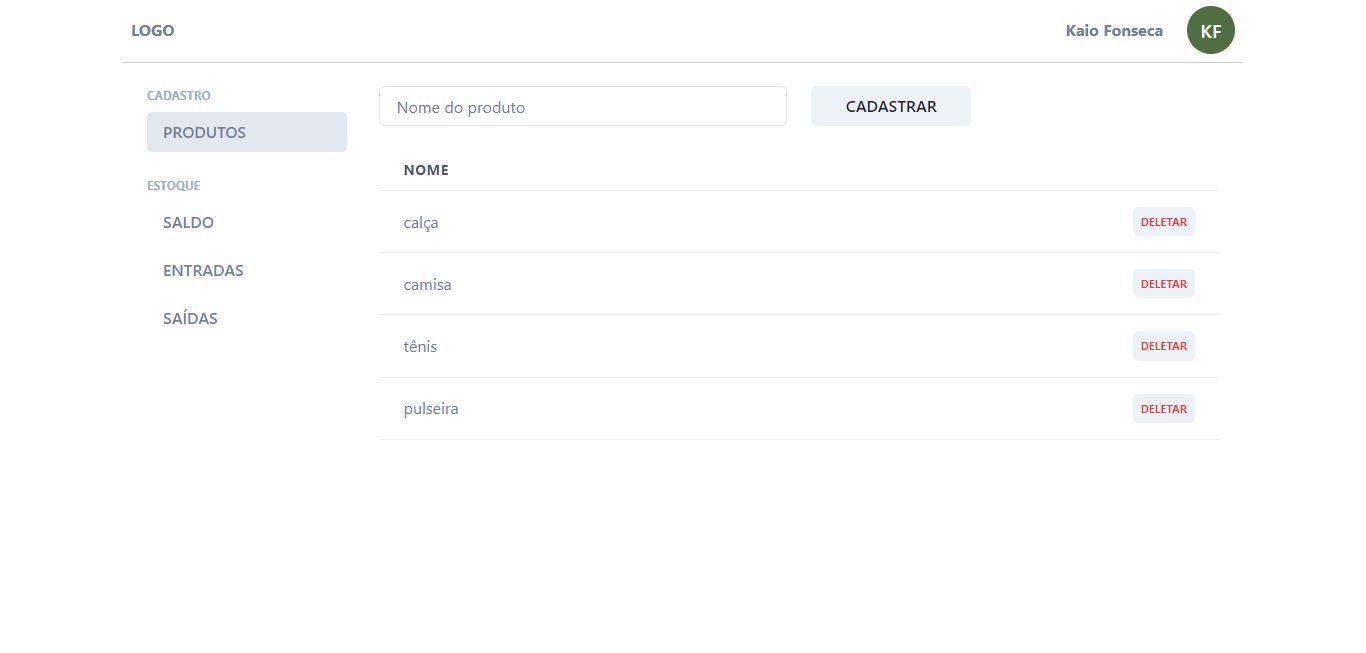 LOGO
Kaio Fonseca
KF
CADASTRO
PRODUTOS
ESTOQUE
SALDO
ENTRADAS
SAÍDAS
Nome do produto
CADASTRAR
NOME
calça
DELETAR
camisa
DELETAR
tênis
DELETAR
pulseira
DELETAR